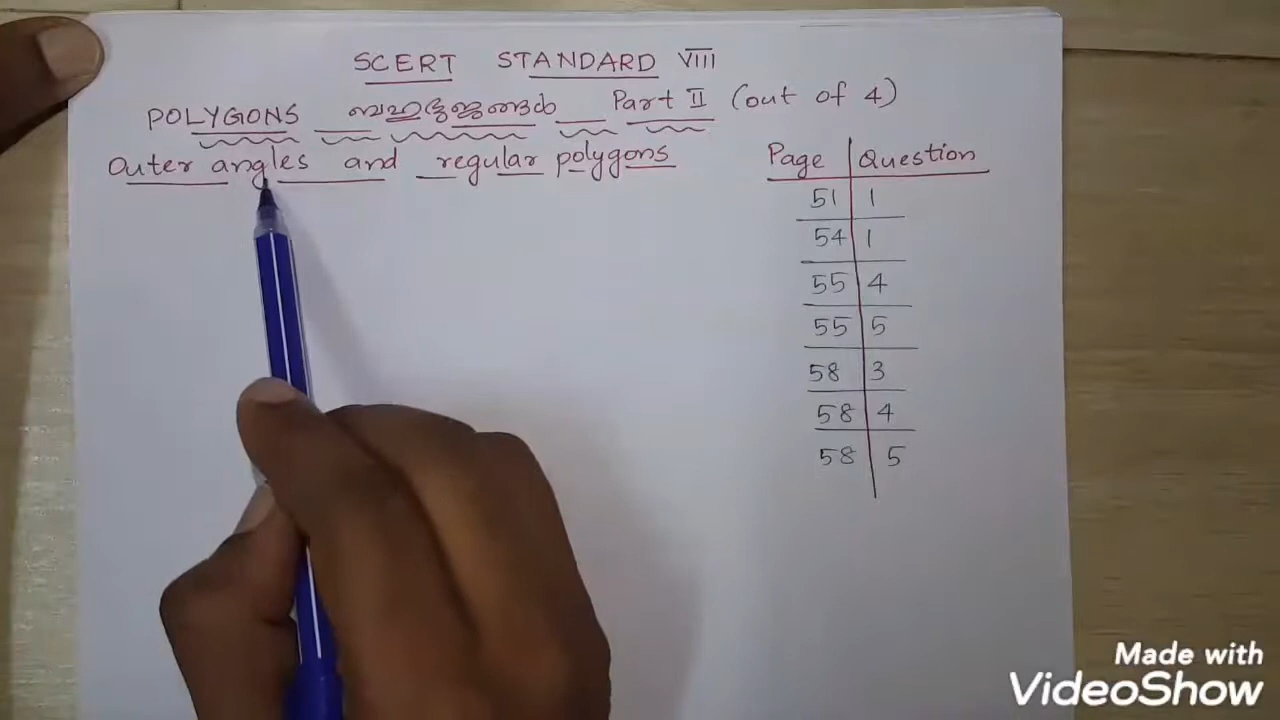 SCERT STANDARD VIII
POLYGONS ബഹുഭുജങ്ങൾ Part II (out of 4)
Outer angles and regular polygons
Page Question
51 1
54 1
55 4
55 5
58 3
58 4
58 5
Made with
VideoShow